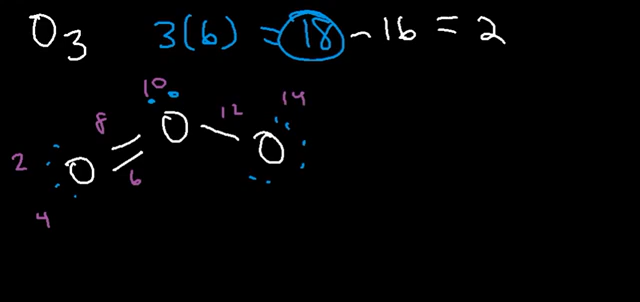 O3 3(6) = 18 - 16 = 2
10 14
8 12
O = O - O
2 6
4